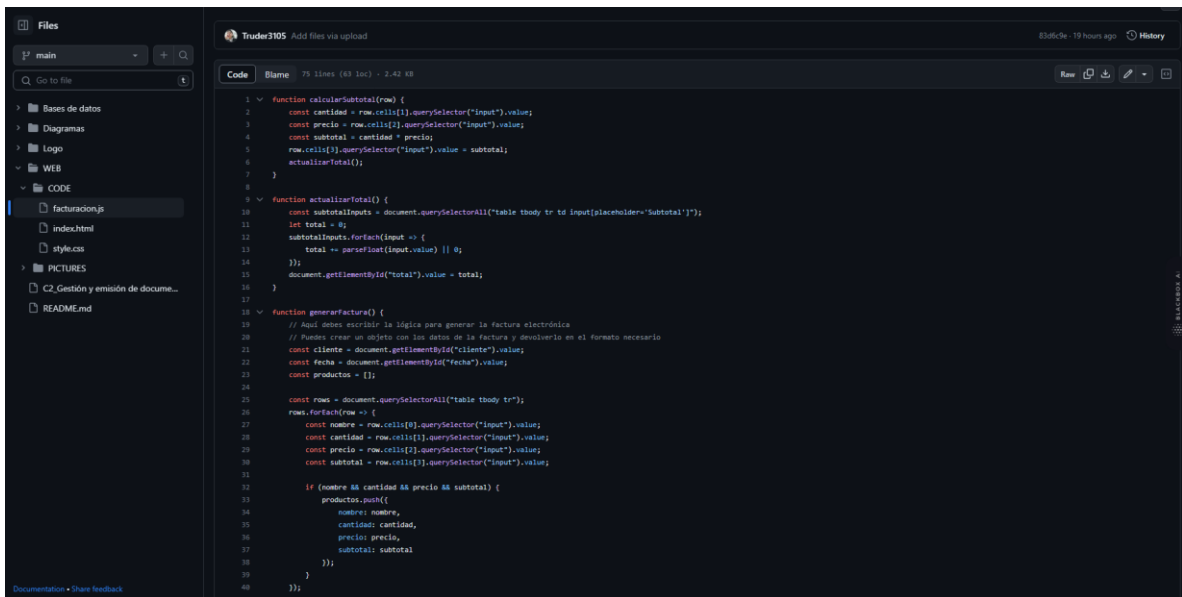 Files
main
Go to file
t
Bases de datos
Diagramas
Logo
WEB
CODE
facturacion.js
index.html
style.css
PICTURES
C2_Gestión y emisión de docume...
README.md
Documentation • Share feedback
Truder3105 Add files via upload
83d6c9e · 19 hours ago History
Code Blame 75 lines (63 loc) · 2.42 KB
Raw
1 function calcularSubtotal(row) {
2 const cantidad = row.cells[1].querySelector("input").value;
3 const precio = row.cells[2].querySelector("input").value;
4 const subtotal = cantidad * precio;
5 row.cells[3].querySelector("input").value = subtotal;
6 actualizarTotal();
7 }
8
9 function actualizarTotal() {
10 const subtotalInputs = document.querySelectorAll("table tbody tr td input[placeholder='Subtotal']");
11 let total = 0;
12 subtotalInputs.forEach(input => {
13 total += parseFloat(input.value) || 0;
14 });
15 document.getElementById("total").value = total;
16 }
17
18 function generarFactura() {
19 // Aquí debes escribir la lógica para generar la factura electrónica
20 // Puedes crear un objeto con los datos de la factura y devolverlo en el formato necesario
21 const cliente = document.getElementById("cliente").value;
22 const fecha = document.getElementById("fecha").value;
23 const productos = [];
24
25 const rows = document.querySelectorAll("table tbody tr");
26 rows.forEach(row => {
27 const nombre = row.cells[0].querySelector("input").value;
28 const cantidad = row.cells[1].querySelector("input").value;
29 const precio = row.cells[2].querySelector("input").value;
30 const subtotal = row.cells[3].querySelector("input").value;
31
32 if (nombre && cantidad && precio && subtotal) {
33 productos.push({
34 nombre: nombre,
35 cantidad: cantidad,
36 precio: precio,
37 subtotal: subtotal
38 });
39 }
40 });
BLACKBOX AI